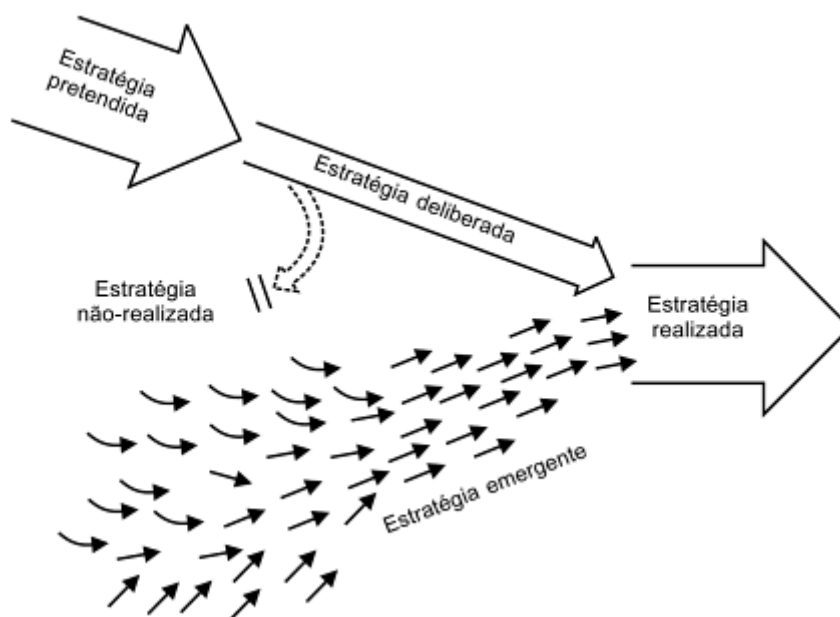 Estratégia
pretendida
Estratégia deliberada
Estratégia
não-realizada
Estratégia
realizada
Estratégia emergente